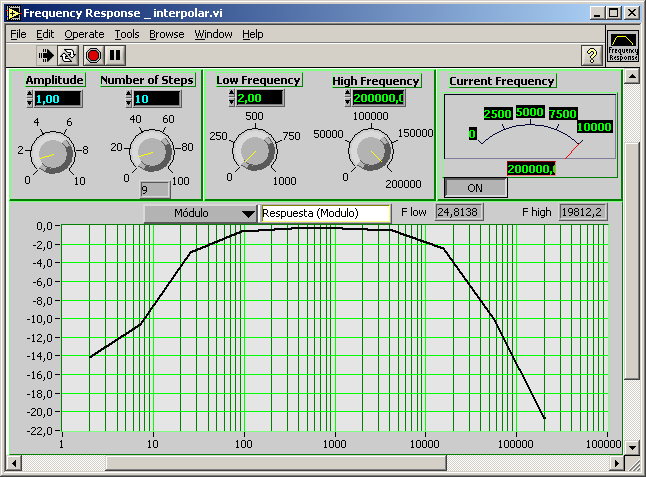 Frequency Response _ interpolar.vi
File Edit Operate Tools Browse Window Help
?
Frequency Response
Amplitude Number of Steps Low Frequency High Frequency Current Frequency
1,00 10 2,00 200000,0
0 2 4 6 8 10
0 20 40 60 80 100
9
0 250 500 750 1000
0 50000 100000 150000 200000
0 2500 5000 7500 10000
200000,0
ON
Módulo Respuesta (Modulo) F low 24,8138 F high 19812,2
0,0
-2,0
-4,0
-6,0
-8,0
-10,0
-12,0
-14,0
-16,0
-18,0
-20,0
-22,0
1 10 100 1000 10000 100000 100000